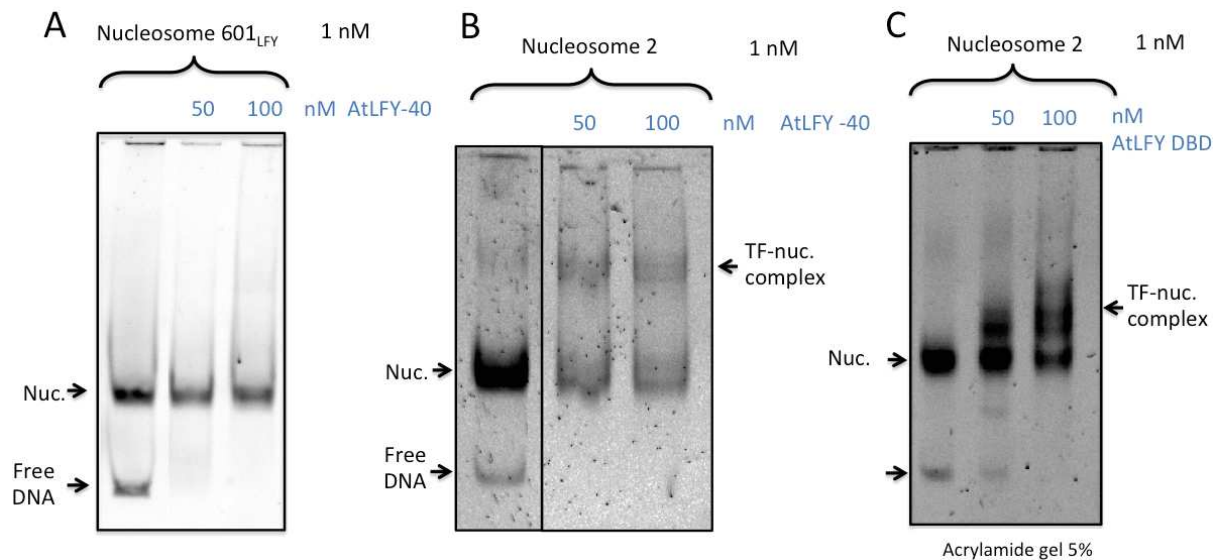 A
Nucleosome 601LFY 1 nM
50 100 nM AtLFY-40
Nuc.
Free
DNA
B
Nucleosome 2 1 nM
50 100 nM AtLFY -40
TF-nuc.
complex
Nuc.
Free
DNA
C
Nucleosome 2 1 nM
50 100 nM
AtLFY DBD
TF-nuc.
complex
Nuc.
Acrylamide gel 5%